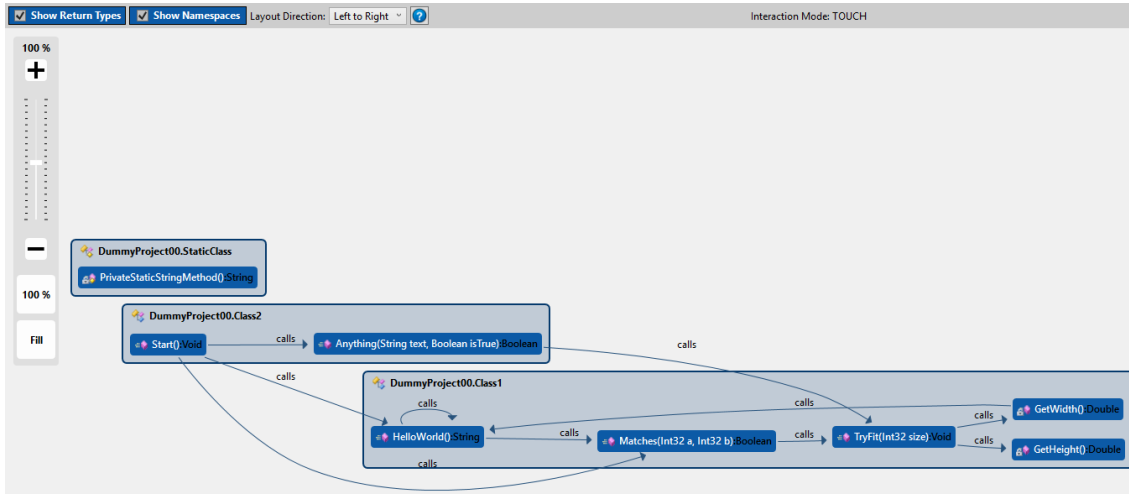 Show Return Types Show Namespaces Layout Direction: Left to Right ? Interaction Mode: TOUCH
100 %
100 %
Fill
DummyProject00.StaticClass
PrivateStaticStringMethod():String
DummyProject00.Class2
Start():Void
calls
Anything(String text, Boolean isTrue):Boolean
calls
calls
DummyProject00.Class1
calls
HelloWorld():String
calls
Matches(Int32 a, Int32 b):Boolean
calls
TryFit(Int32 size):Void
calls
calls
GetWidth():Double
calls
GetHeight():Double
calls